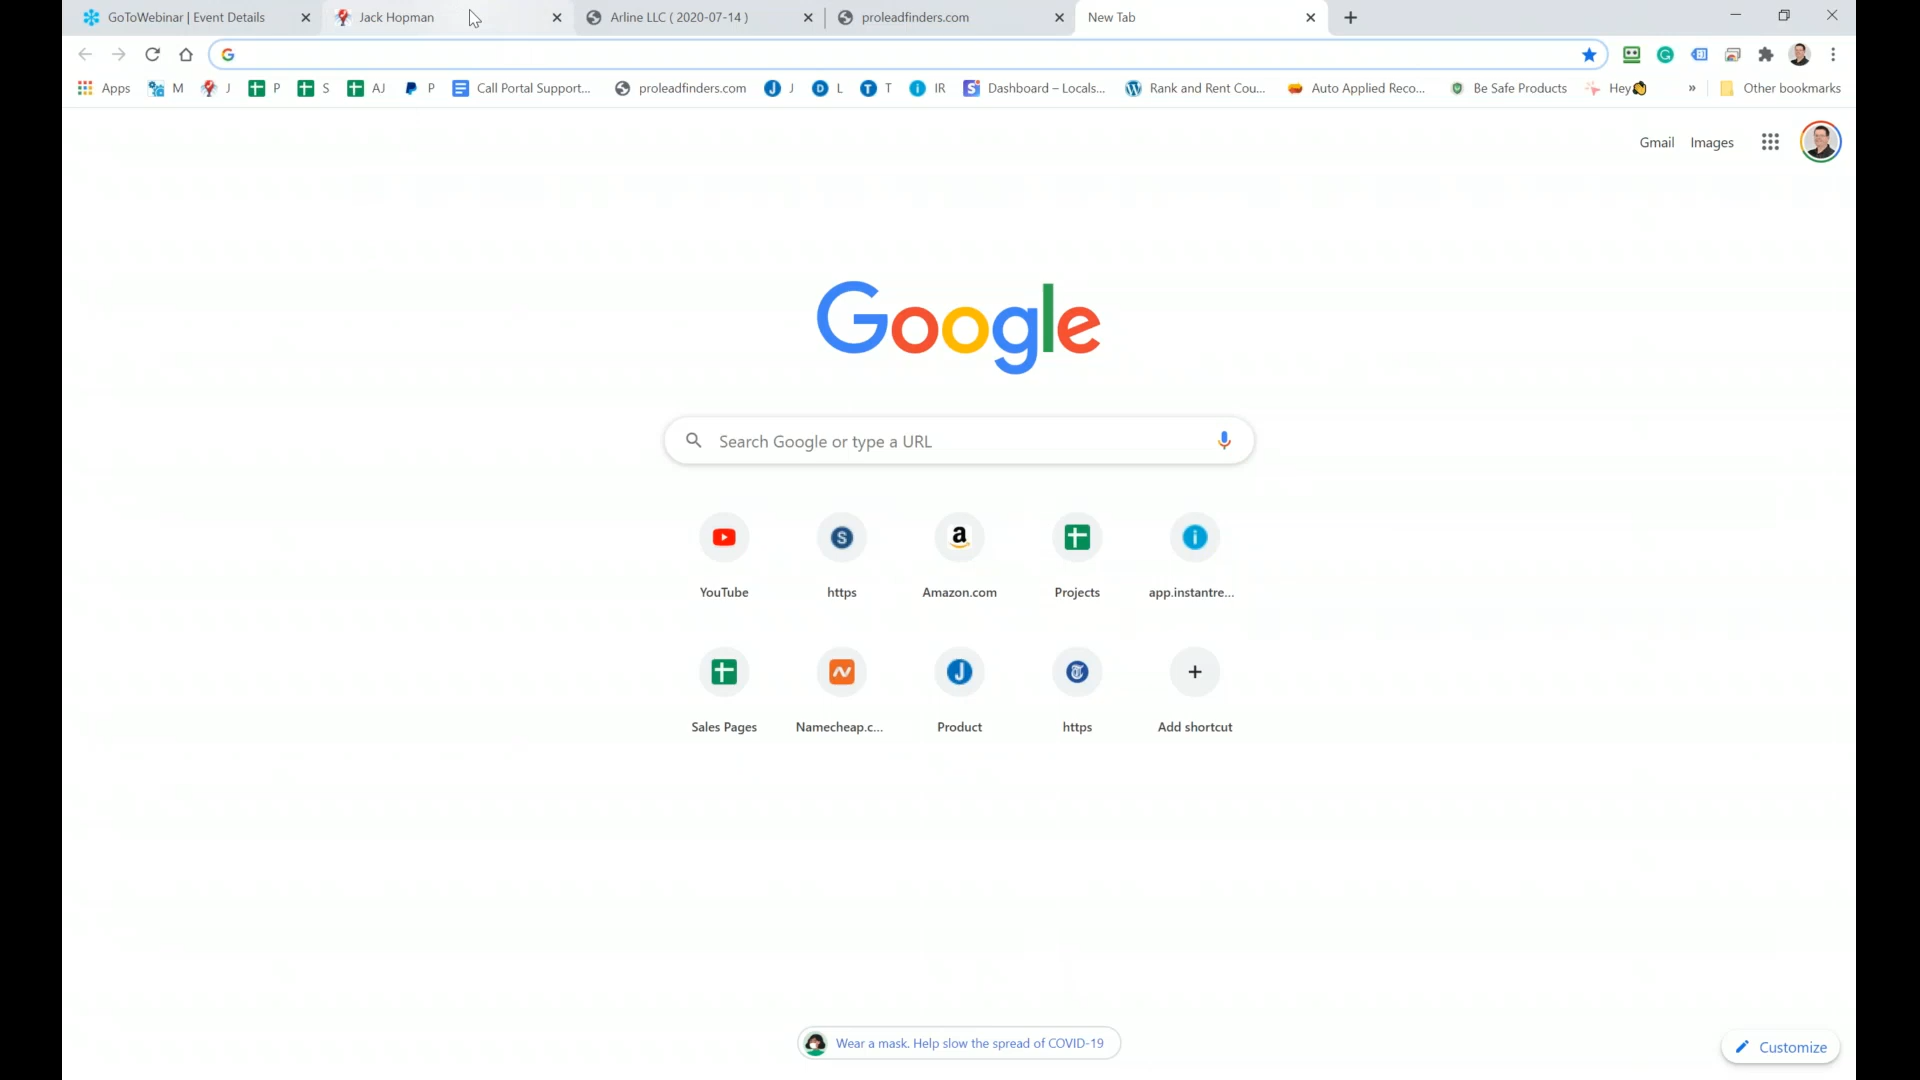 GoToWebinar | Event Details
Jack Hopman
Arline LLC ( 2020-07-14 )
proleadfinders.com
New Tab
Apps
M
J
P
S
AJ
P
Call Portal Support...
proleadfinders.com
J
L
T
IR
Dashboard – Locals...
Rank and Rent Cou...
Auto Applied Reco...
Be Safe Products
Hey
»
Other bookmarks
Gmail
Images
Google
Search Google or type a URL
YouTube
https
Amazon.com
Projects
app.instantre...
Sales Pages
Namecheap.c...
Product
https
Add shortcut
Wear a mask. Help slow the spread of COVID-19
Customize